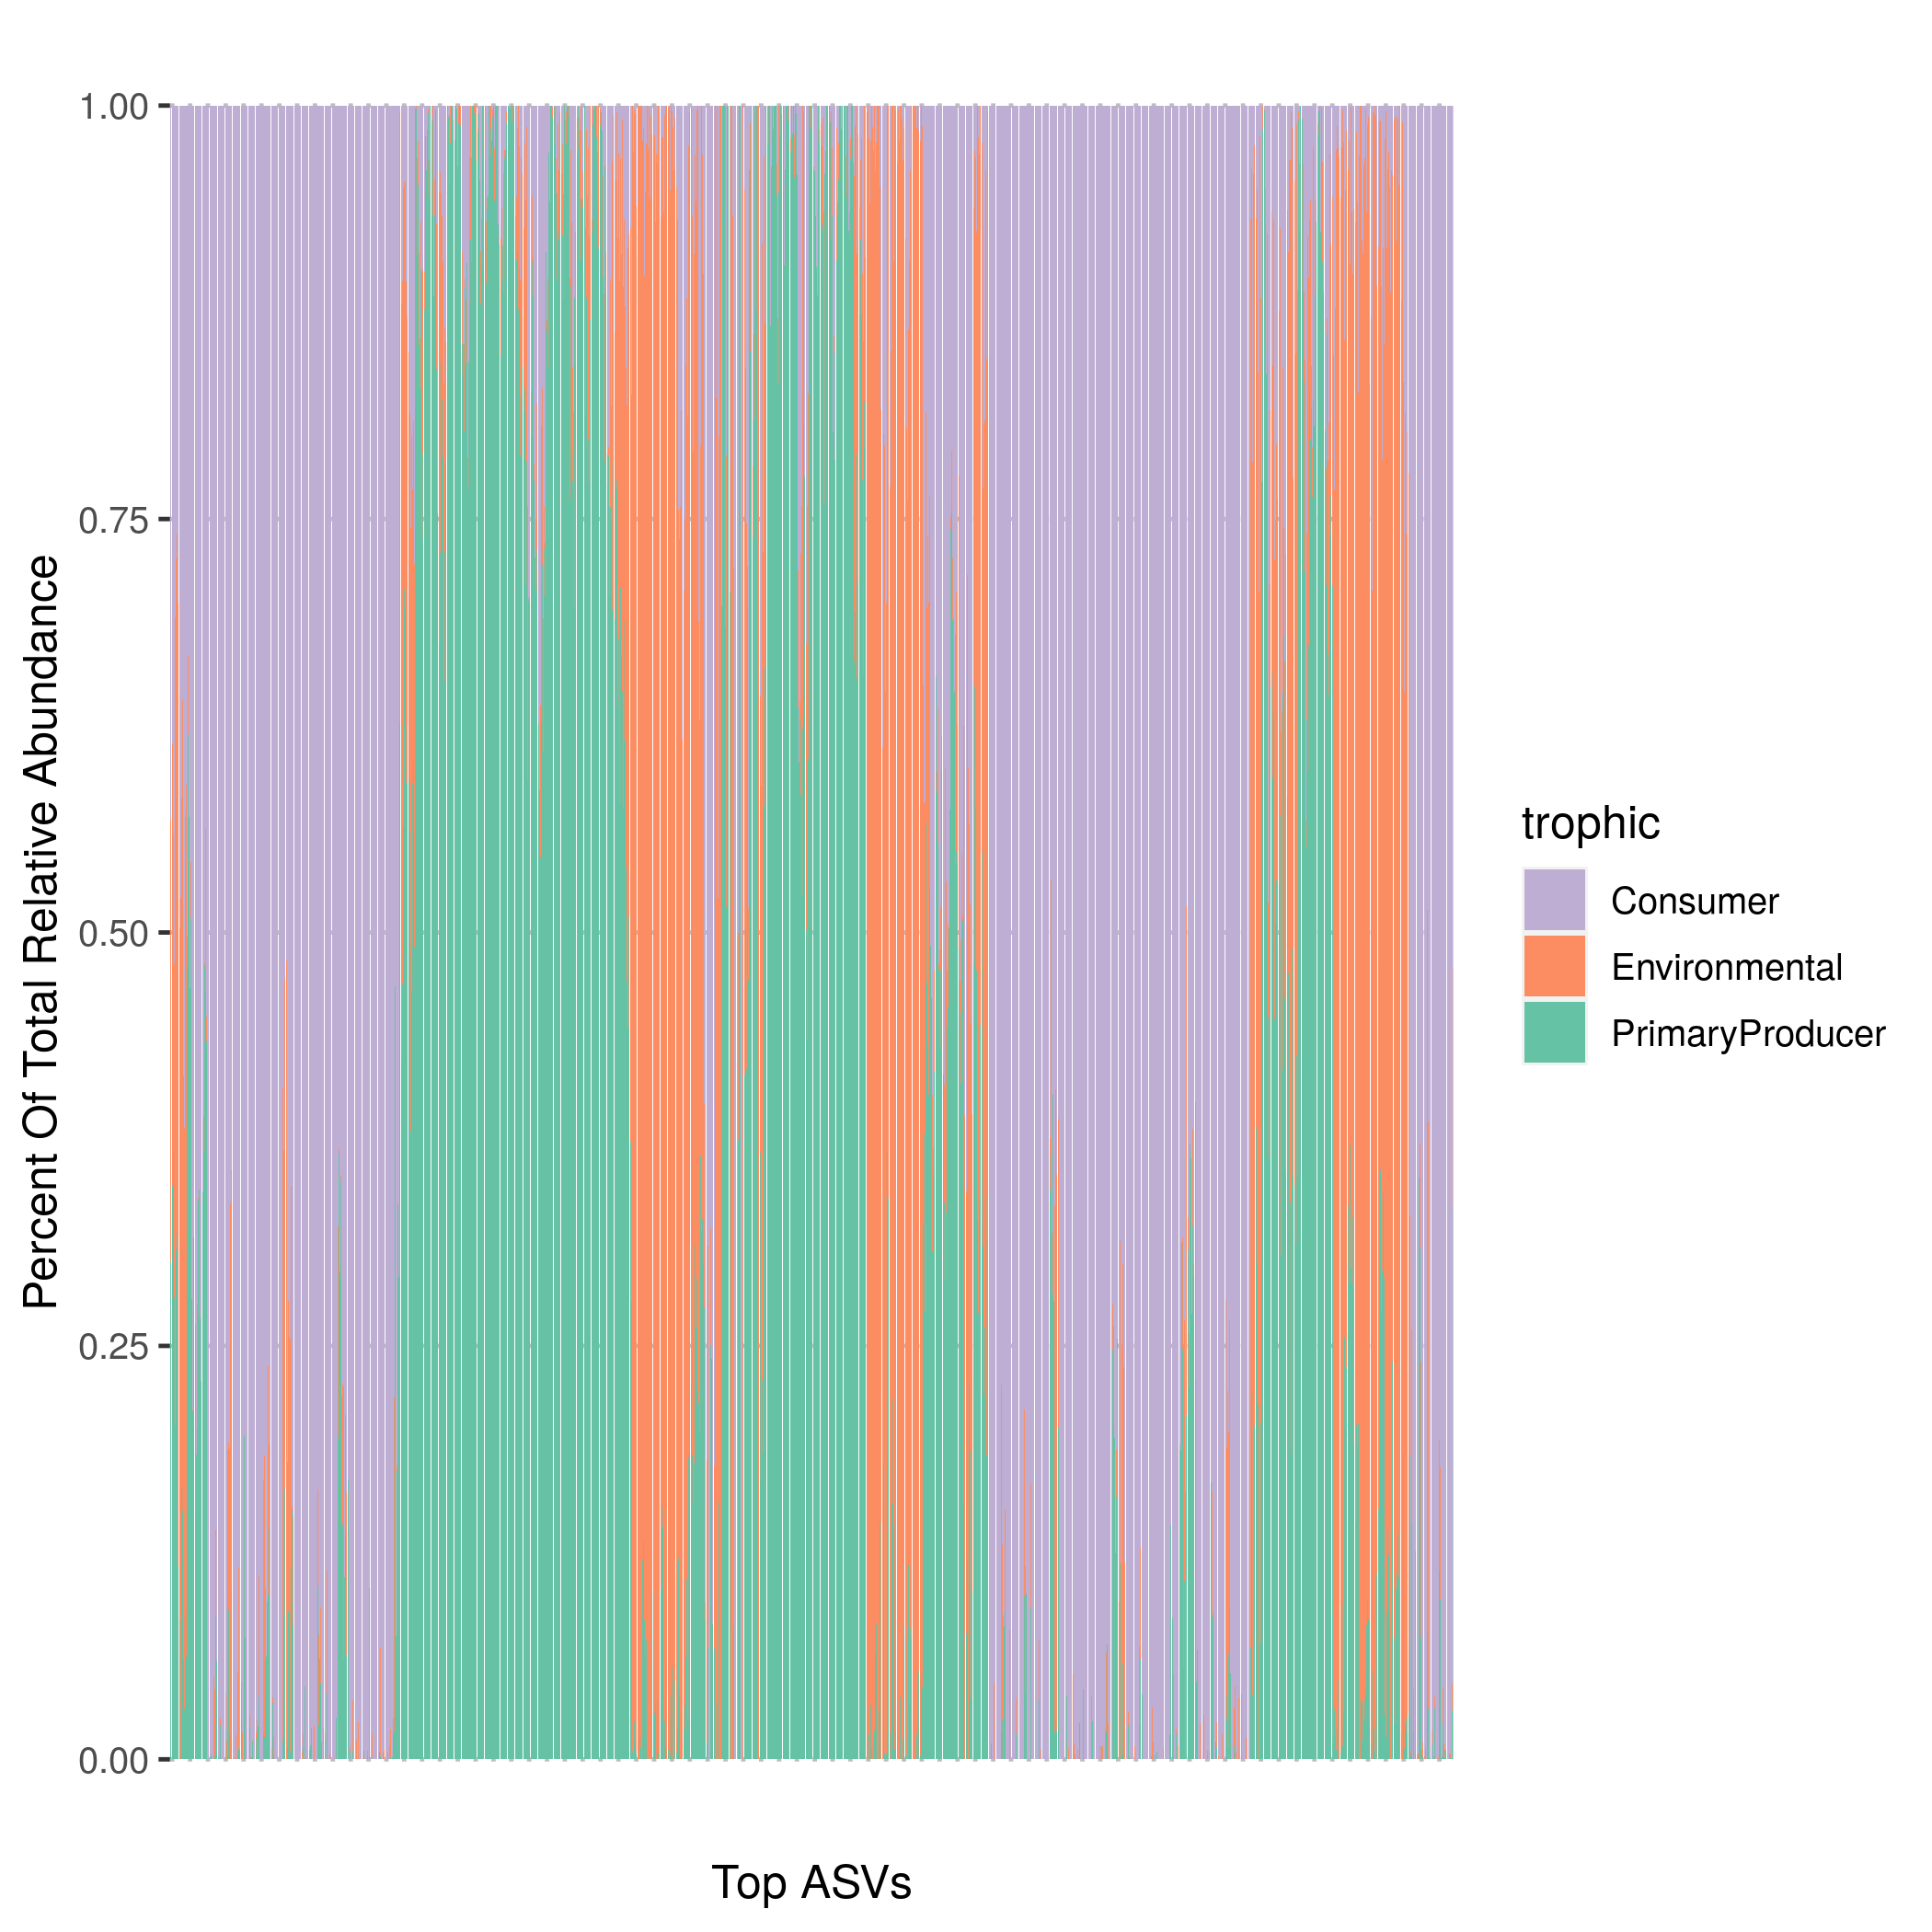 Percent Of Total Relative Abundance
1.00
0.75
0.50
0.25
0.00
Top ASVs
trophic
Consumer
Environmental
PrimaryProducer